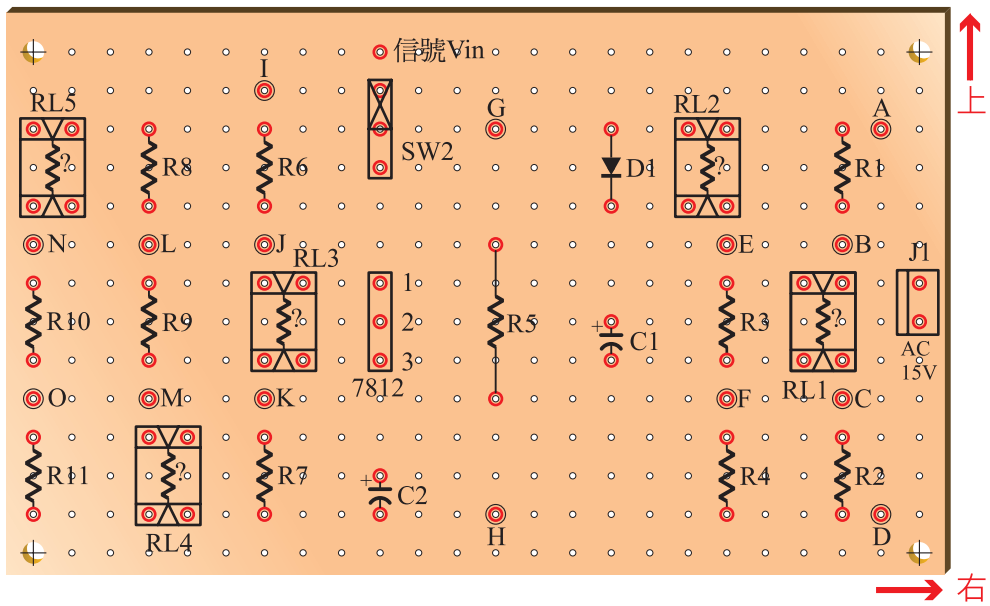 信號Vin
上
I
RL5
G
RL2
A
SW2
?
R8
R6
D1
?
R1
N
L
J
E
B
J1
RL3
1
R10
R9
?
2
R5
C1
+
R3
?
3
AC
15V
7812
RL1
O
M
K
F
C
R11
?
R7
+
C2
R4
R2
RL4
H
D
右